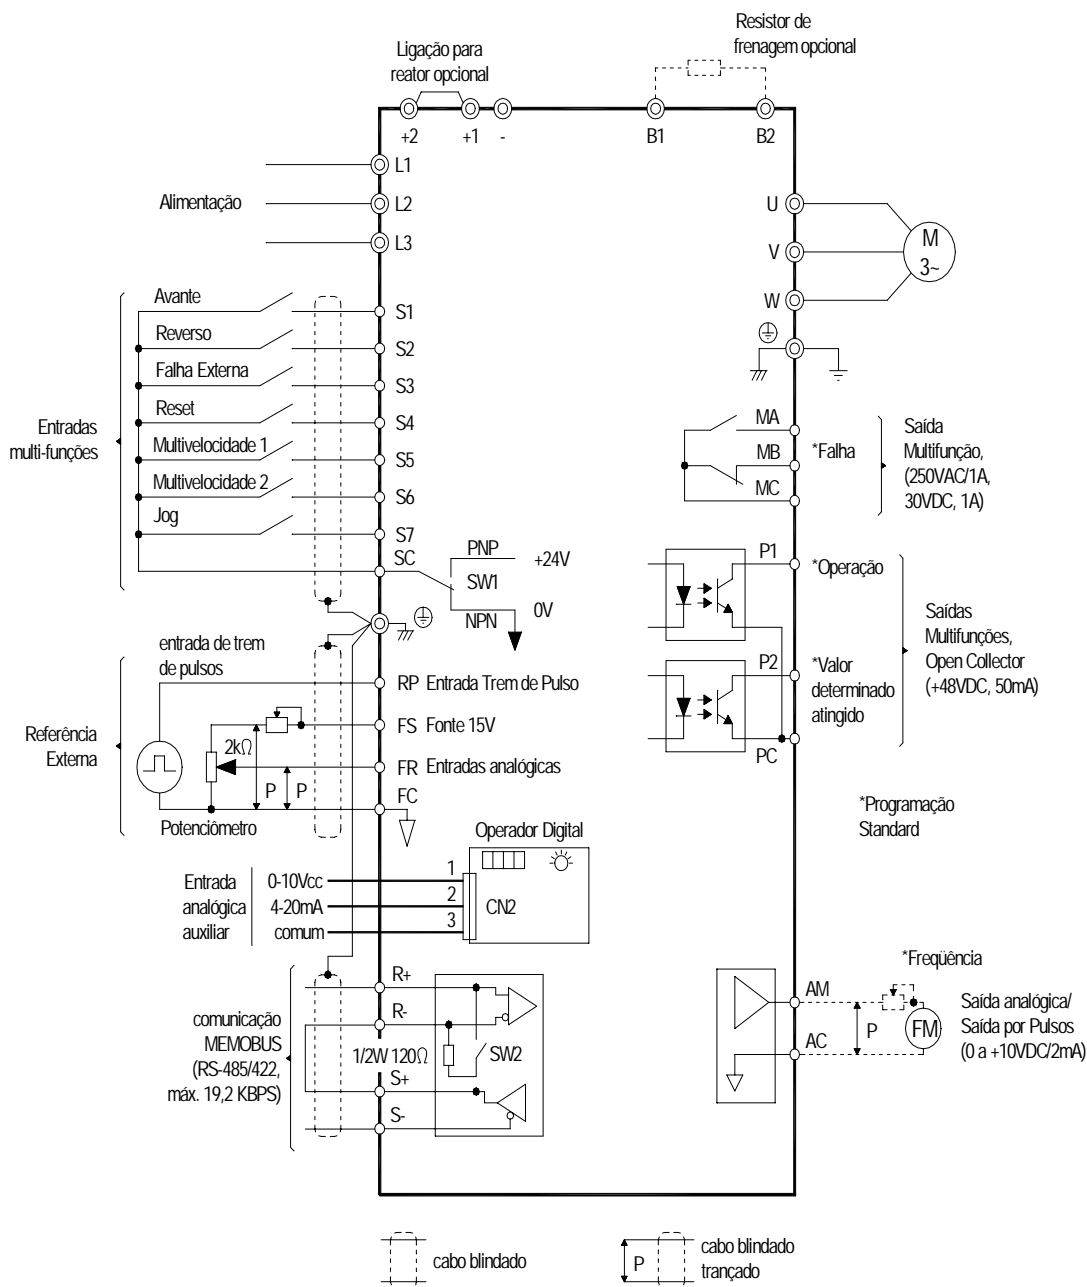 Resistor de
frenagem opcional
Ligação para
reator opcional
+2
+1
-
B1
B2
L1
Alimentação
L2
L3
U
V
W
M
3~
Entradas
multi-funções
Avante
S1
Reverso
S2
Falha Externa
S3
Reset
S4
Multivelocidade 1
S5
Multivelocidade 2
S6
Jog
S7
SC
PNP
+24V
SW1
NPN
0V
MA
MB
MC
*Falha
Saída
Multifunção,
(250VAC/1A,
30VDC, 1A)
P1
*Operação
P2
*Valor
determinado
atingido
PC
Saídas
Multifunções,
Open Collector
(+48VDC, 50mA)
*Programação
Standard
Referência
Externa
entrada de trem
de pulsos
RP Entrada Trem de Pulso
FS Fonte 15V
2kΩ
FR Entradas analógicas
P
P
FC
Potenciômetro
Operador Digital
Entrada
analógica
auxiliar
0-10Vcc
4-20mA
comum
1
2
3
CN2
comunicação
MEMOBUS
(RS-485/422,
máx. 19,2 KBPS)
R+
R-
1/2W 120Ω
SW2
S+
S-
AM
AC
P
*Freqüência
FM
Saída analógica/
Saída por Pulsos
(0 a +10VDC/2mA)
cabo blindado
P
cabo blindado
trançado